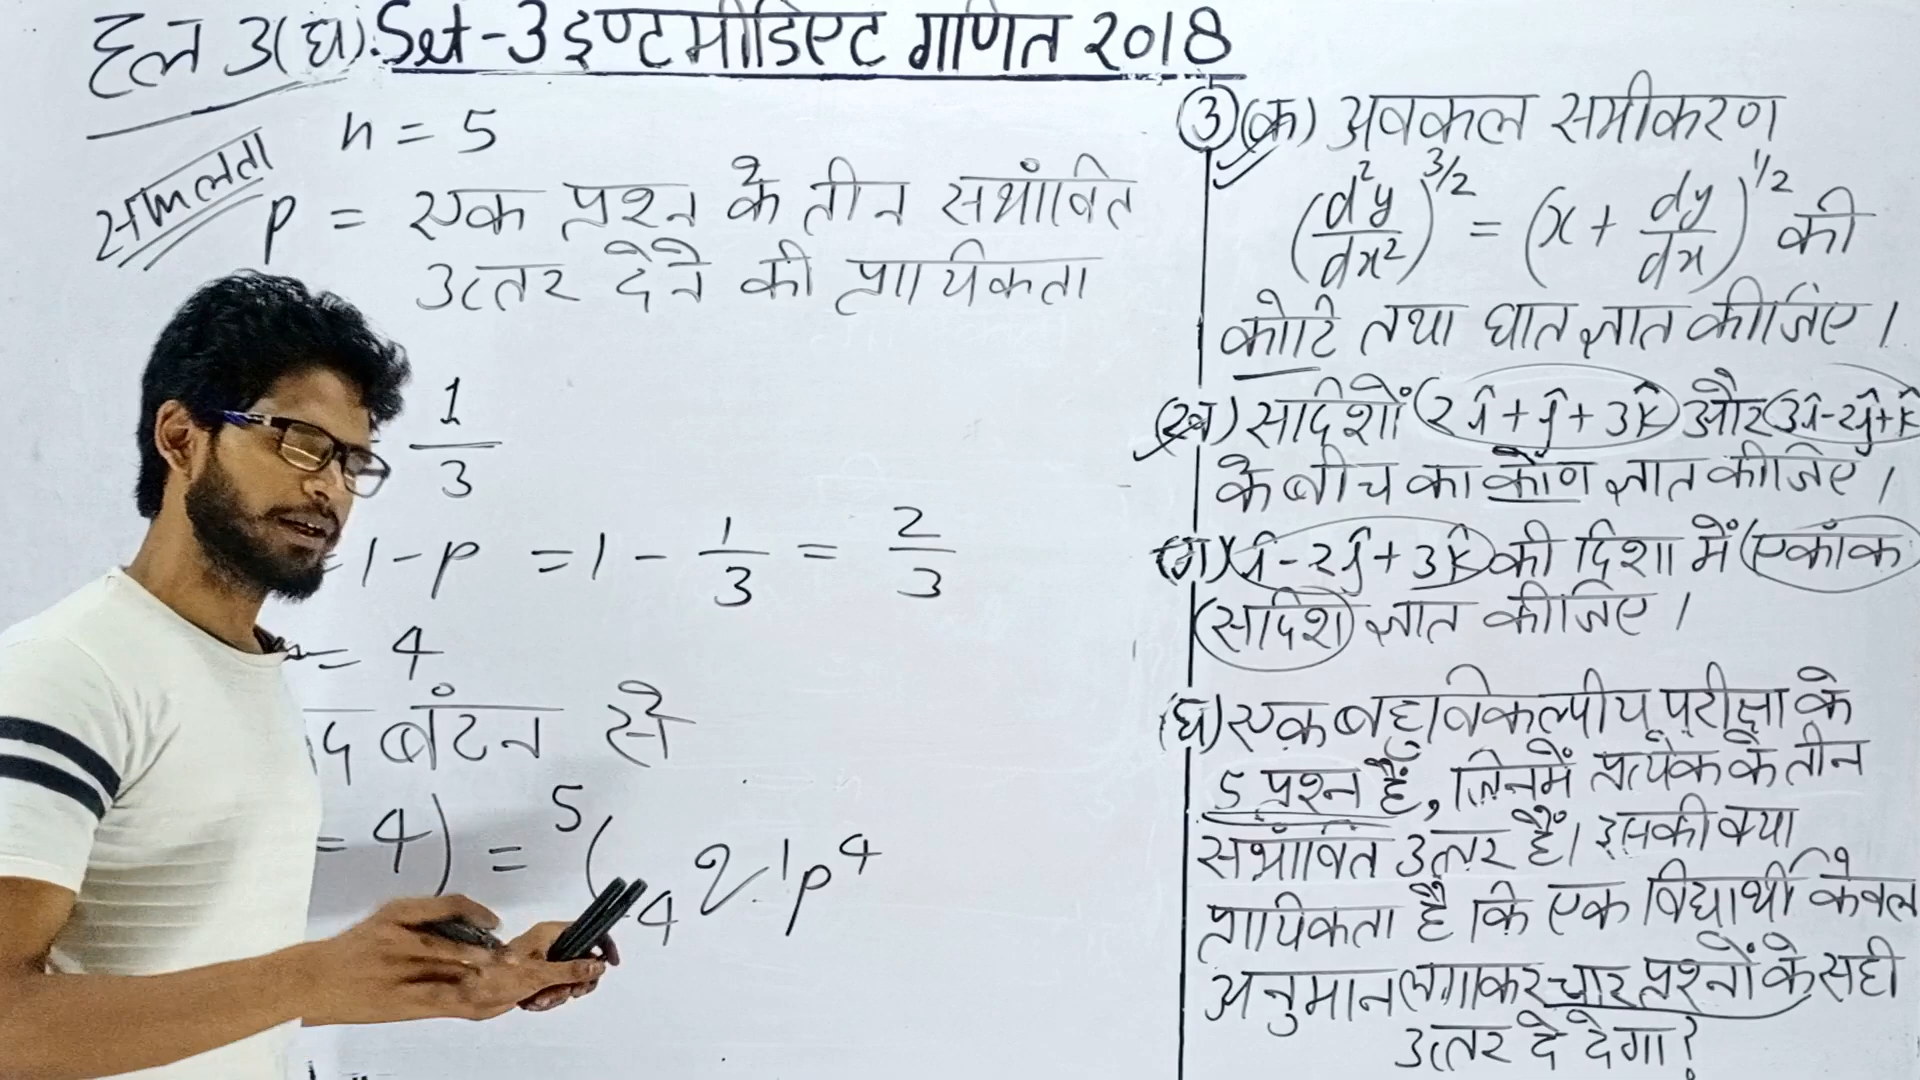 हल 3(घ). Set-3 इण्टमीडिएट गणित 2018
सफलता
n = 5
p = एक प्रश्न के तीन सभांवित
उत्तर देने की प्रायिकता
1/3
1-p = 1 - 1/3 = 2/3
= 4
द बंटन से
= 4) = ⁵C₄ q¹p⁴
③(क) अवकल समीकरण
(d²y/dx²)^3/2 = (x + dy/dx)^1/2 की
कोटि तथा घात ज्ञात कीजिए।
(ख) सदिशों (2î+ĵ+3k̂) और (3î-2ĵ+k̂
के बीच का कोण ज्ञात कीजिए।
(ग) (î-2ĵ+3k̂) की दिशा में (एकांक
(सदिश) ज्ञात कीजिए।
(घ) एक बहुविकल्पीय परीक्षा के
5 प्रश्न हैं, जिनमें प्रत्येक के तीन
सभांवित उत्तर हैं। इसकी क्या
प्रायिकता है कि एक विद्यार्थी केवल
अनुमान लगाकर चार प्रश्नों के सही
उत्तर दे देगा?